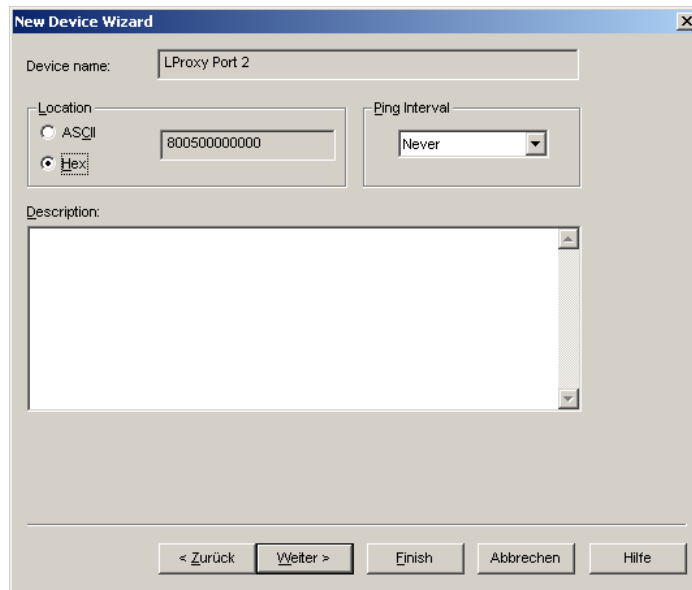 New Device Wizard
Device name:
LProxy Port 2
Location
ASCII
Hex
800500000000
Ping Interval
Never
Description:
< Zurück
Weiter >
Finish
Abbrechen
Hilfe